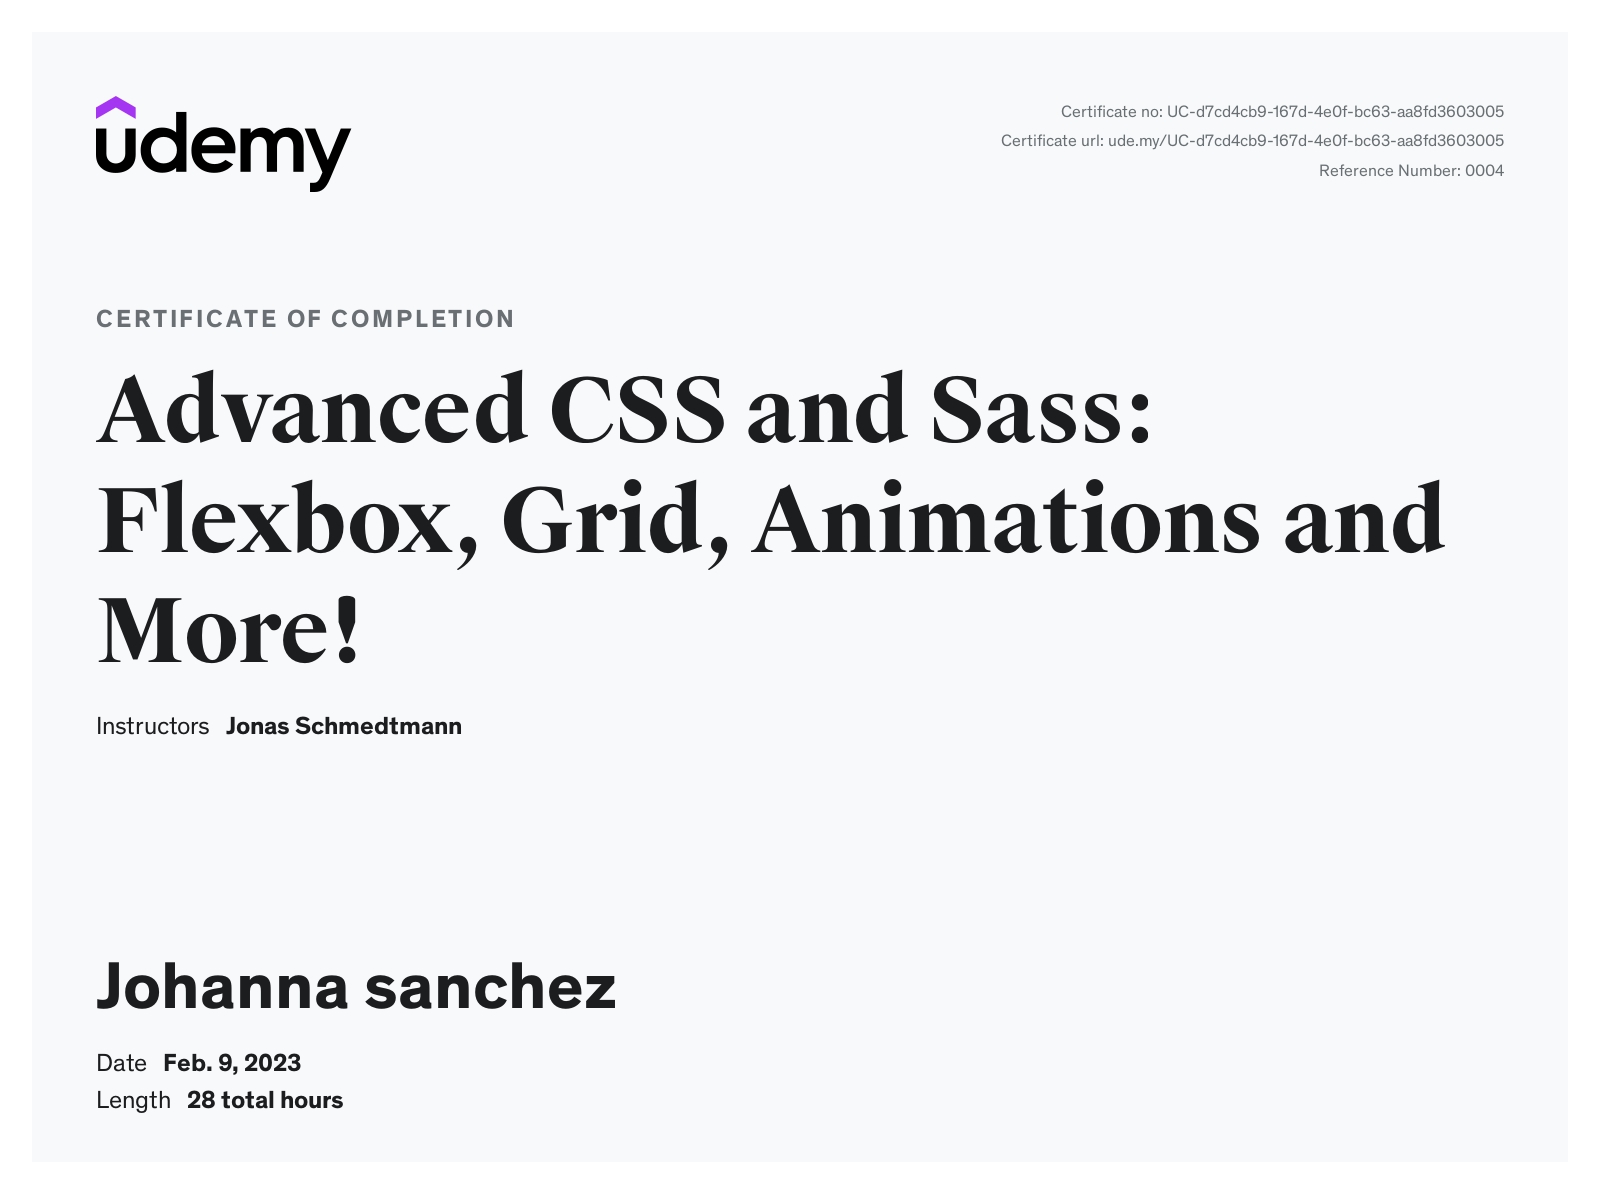 udemy
Certificate no: UC-d7cd4cb9-167d-4e0f-bc63-aa8fd3603005
Certificate url: ude.my/UC-d7cd4cb9-167d-4e0f-bc63-aa8fd3603005
Reference Number: 0004
CERTIFICATE OF COMPLETION
Advanced CSS and Sass:
Flexbox, Grid, Animations and
More!
Instructors Jonas Schmedtmann
Johanna sanchez
Date Feb. 9, 2023
Length 28 total hours